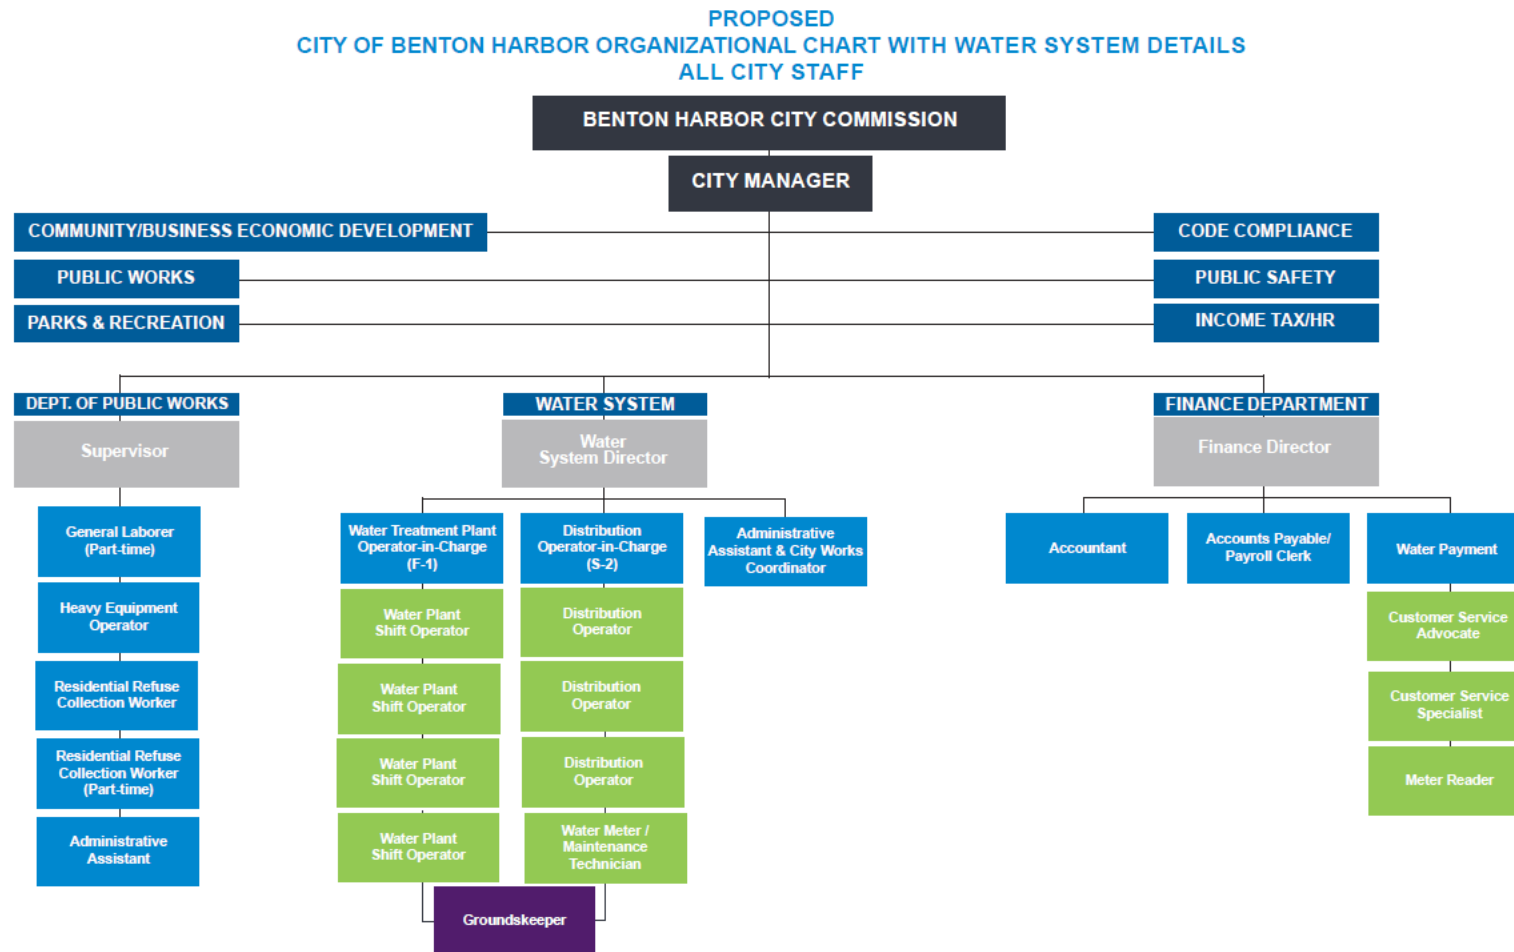 PROPOSED
CITY OF BENTON HARBOR ORGANIZATIONAL CHART WITH WATER SYSTEM DETAILS
ALL CITY STAFF
BENTON HARBOR CITY COMMISSION
CITY MANAGER
COMMUNITY/BUSINESS ECONOMIC DEVELOPMENT
CODE COMPLIANCE
PUBLIC WORKS
PUBLIC SAFETY
PARKS & RECREATION
INCOME TAX/HR
DEPT. OF PUBLIC WORKS
Supervisor
General Laborer
(Part-time)
Heavy Equipment
Operator
Residential Refuse
Collection Worker
Residential Refuse
Collection Worker
(Part-time)
Administrative
Assistant
WATER SYSTEM
Water
System Director
Water Treatment Plant
Operator-in-Charge
(F-1)
Water Plant
Shift Operator
Water Plant
Shift Operator
Water Plant
Shift Operator
Water Plant
Shift Operator
Distribution
Operator-in-Charge
(S-2)
Distribution
Operator
Distribution
Operator
Distribution
Operator
Water Meter /
Maintenance
Technician
Groundskeeper
Administrative
Assistant & City Works
Coordinator
FINANCE DEPARTMENT
Finance Director
Accountant
Accounts Payable/
Payroll Clerk
Water Payment
Customer Service
Advocate
Customer Service
Specialist
Meter Reader